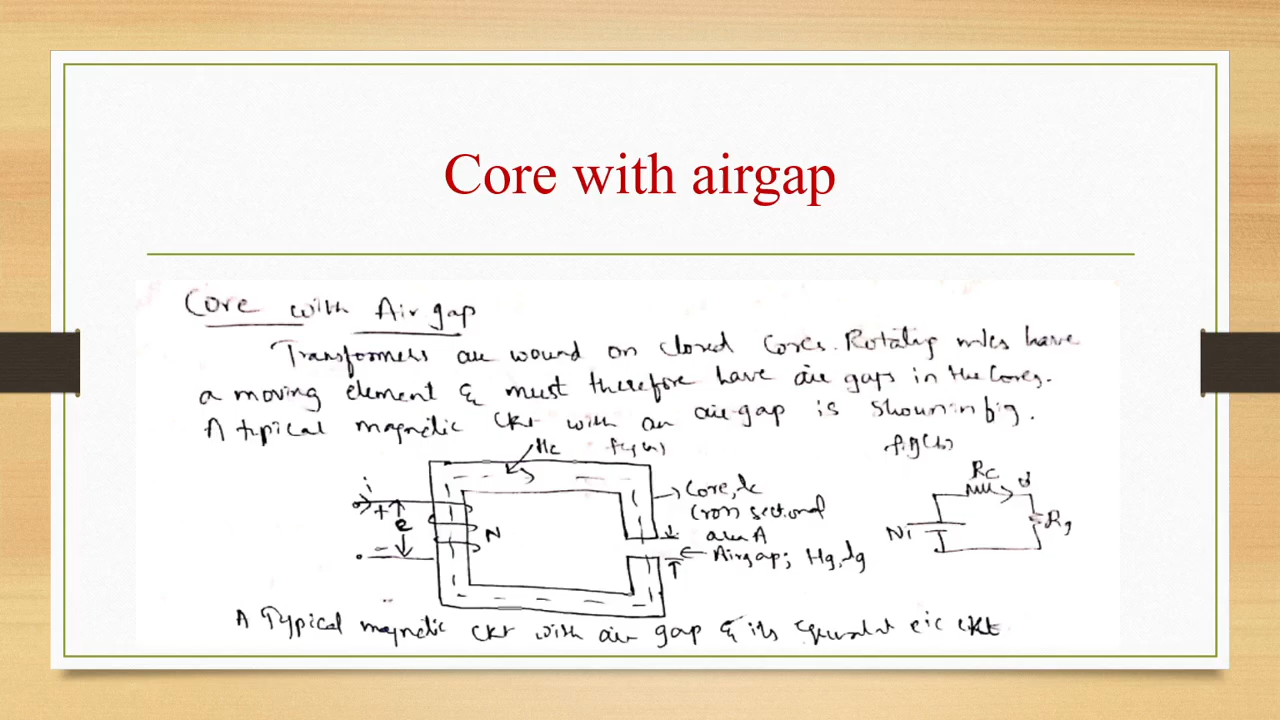 Core with airgap
Core with Air gap
Transformers are wound on closed Cores. Rotating m/cs have
a moving element & must therefore have air gaps in the Cores.
A typical magnetic ckt with an air-gap is shown in fig.
Hc
fig(b)
i
+
e
-
N
Core, lc
Cross sectional
area A
Airgap; Hg, lg
Rc
Ni
Rg
A Typical magnetic ckt with air gap & its equivalent ckt